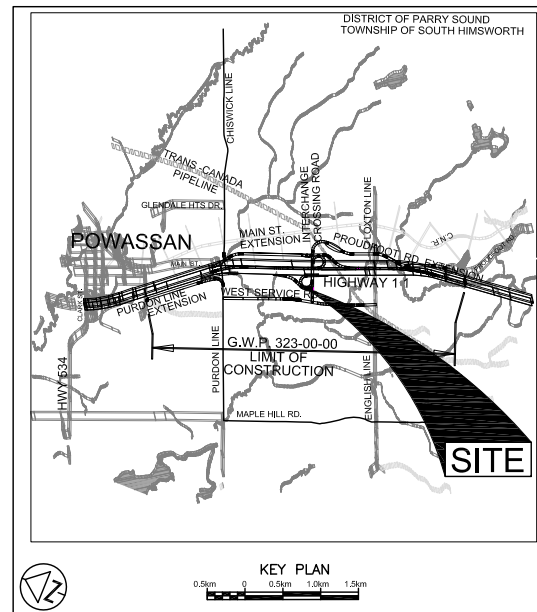 DISTRICT OF PARRY SOUND
TOWNSHIP OF SOUTH HIMSWORTH
CHISWICK LINE
TRANS-CANADA
PIPELINE
GLENDALE HTS DR.
MAIN ST.
EXTENSION
INTERCHANGE
CROSSING ROAD
OXTON LINE
C.N.R.
POWASSAN
MAIN ST.
PROUDFOOT RD. EXTENSION
HIGHWAY 11
CLARK ST.
PURDON LINE
EXTENSION
WEST SERVICE RD.
G.W.P. 323-00-00
LIMIT OF
CONSTRUCTION
HWY 534
PURDON LINE
ENGLISH LINE
MAPLE HILL RD.
SITE
KEY PLAN
0.5km 0 0.5km 1.0km 1.5km
Z